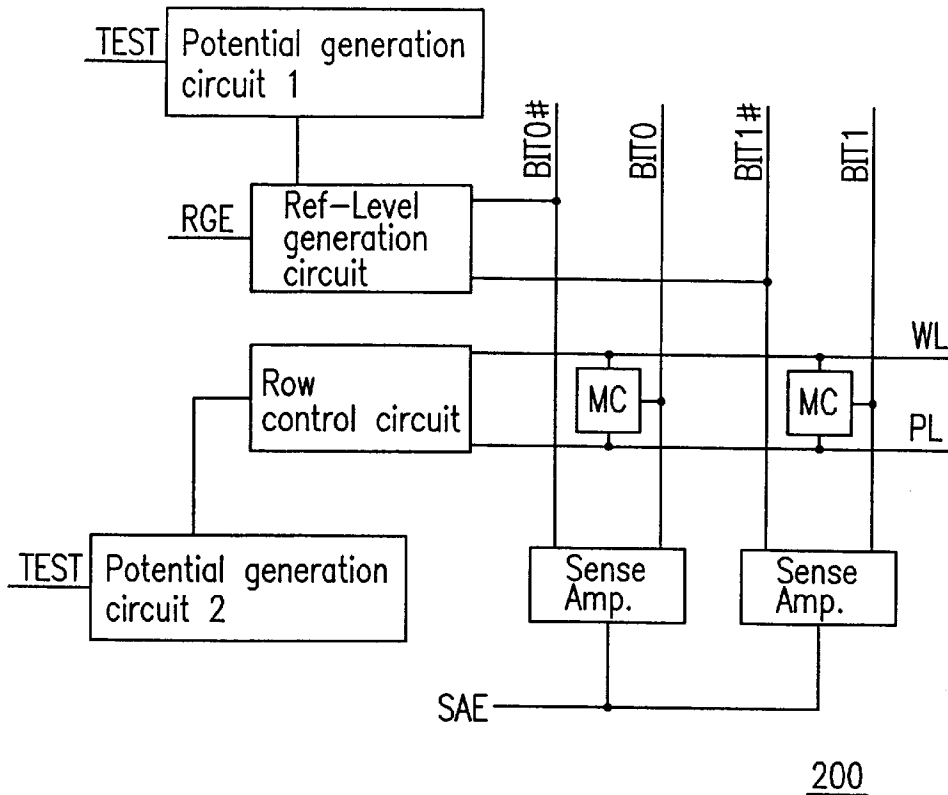 TEST
Potential generation
circuit 1
BIT0#
BIT0
BIT1#
BIT1
RGE
Ref-Level
generation
circuit
WL
Row
control circuit
MC
MC
PL
TEST
Potential generation
circuit 2
Sense
Amp.
Sense
Amp.
SAE
200